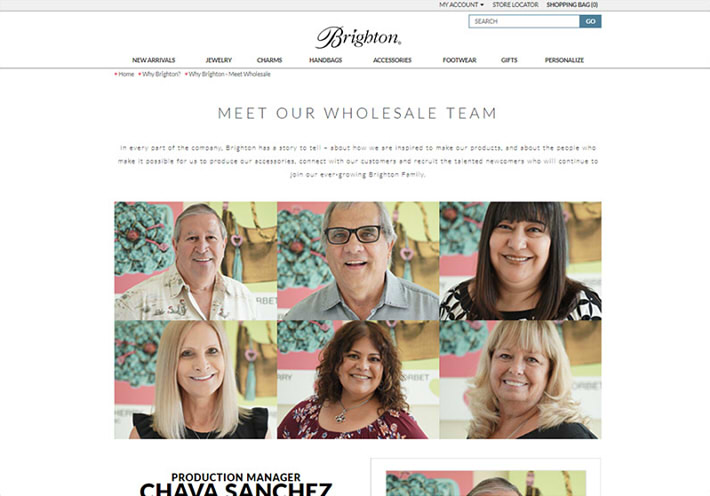 MY ACCOUNT STORE LOCATOR SHOPPING BAG (0)
SEARCH GO
Brighton®
NEW ARRIVALS JEWELRY CHARMS HANDBAGS ACCESSORIES FOOTWEAR GIFTS PERSONALIZE
Home Why Brighton? Why Brighton - Meet Wholesale
MEET OUR WHOLESALE TEAM
In every part of the company, Brighton has a story to tell – about how we are inspired to make our products, and about the people who
make it possible for us to produce our accessories, connect with our customers and recruit the talented newcomers who will continue to
join our ever-growing Brighton Family.
ORBET
SORBET
HERRY
ORBET
PRODUCTION MANAGER
CHAVA SANCHEZ